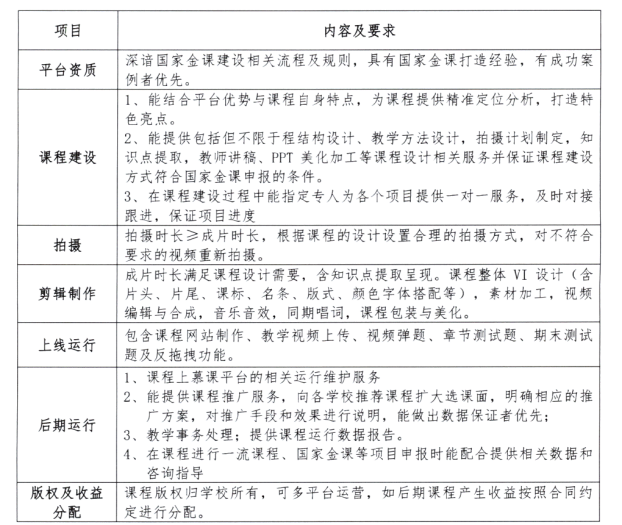 项目
内容及要求
平台资质
深谙国家金课建设相关流程及规则，具有国家金课打造经验，有成功案
例者优先。
课程建设
1、能结合平台优势与课程自身特点，为课程提供精准定位分析，打造特
色亮点。
2、能提供包括但不限于程结构设计、教学方法设计，拍摄计划制定，知
识点提取，教师讲稿、PPT 美化加工等课程设计相关服务并保证课程建设
方式符合国家金课申报的条件。
3、在课程建设过程中能指定专人为各个项目提供一对一服务，及时对接
跟进，保证项目进度
拍摄
拍摄时长≥成片时长，根据课程的设计设置合理的拍摄方式，对不符合
要求的视频重新拍摄。
剪辑制作
成片时长满足课程设计需要，含知识点提取呈现。课程整体 VI 设计（含
片头、片尾、课标、名条、版式、颜色字体搭配等），素材加工，视频
编辑与合成，音乐音效，同期唱词，课程包装与美化。
上线运行
包含课程网站制作、教学视频上传、视频弹题、章节测试题、期末测试
题及反拖拽功能。
后期运行
1、课程上慕课平台的相关运行维护服务
2、能提供课程推广服务，向各学校推荐课程扩大选课面，明确相应的推
广方案，对推广手段和效果进行说明，能做出数据保证者优先；
3、教学事务处理；提供课程运行数据报告。
4、在课程进行一流课程、国家金课等项目申报时能配合提供相关数据和
咨询指导
版权及收益
分配
课程版权归学校所有，可多平台运营，如后期课程产生收益按照合同约
定进行分配。